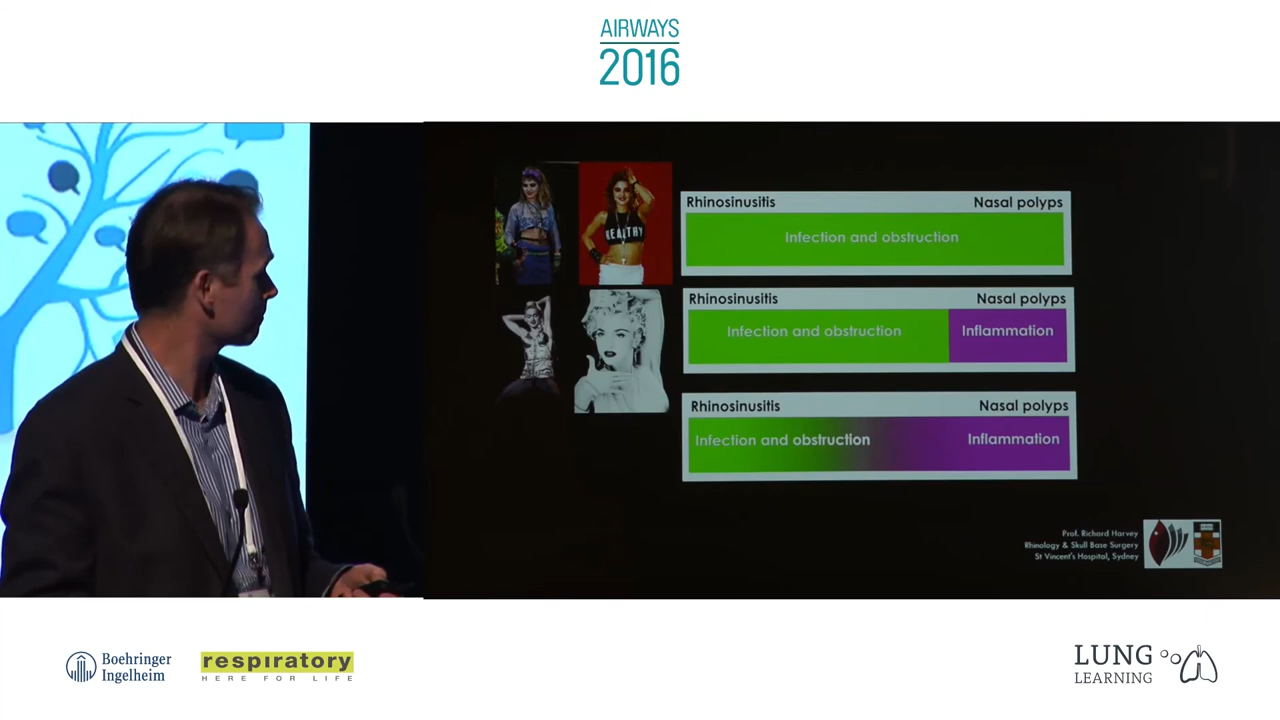 AIRWAYS
2016
HEALTHY
Rhinosinusitis Nasal polyps
Infection and obstruction
Rhinosinusitis Nasal polyps
Infection and obstruction Inflammation
Rhinosinusitis Nasal polyps
Infection and obstruction Inflammation
Prof. Richard Harvey
Rhinology & Skull Base Surgery
St Vincent's Hospital, Sydney
Boehringer
Ingelheim
respiratory
HERE FOR LIFE
LUNG
LEARNING